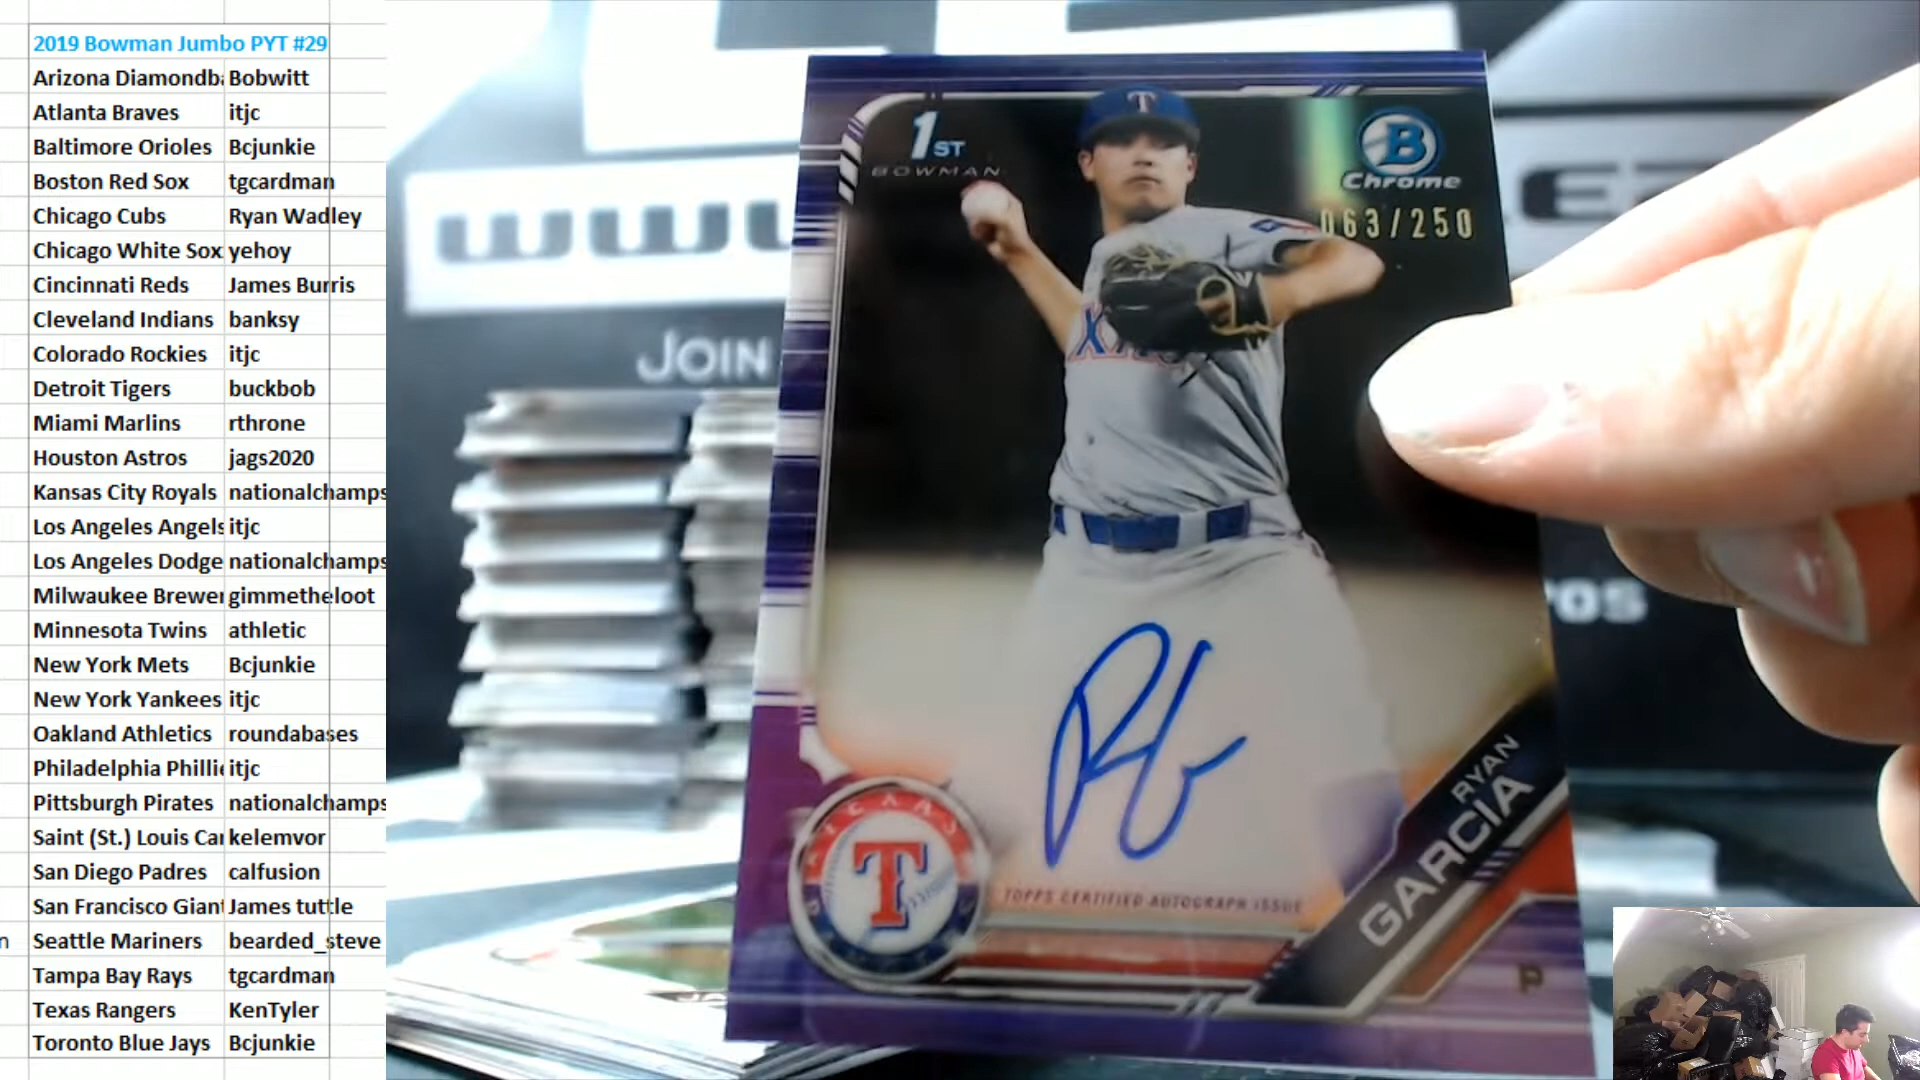 2019 Bowman Jumbo PYT #29
Arizona Diamondba Bobwitt
Atlanta Braves itjc
Baltimore Orioles Bcjunkie
Boston Red Sox tgcardman
Chicago Cubs Ryan Wadley
Chicago White Sox yehoy
Cincinnati Reds James Burris
Cleveland Indians banksy
Colorado Rockies itjc
Detroit Tigers buckbob
Miami Marlins rthrone
Houston Astros jags2020
Kansas City Royals nationalchamps
Los Angeles Angels itjc
Los Angeles Dodge nationalchamps
Milwaukee Brewer gimmetheloot
Minnesota Twins athletic
New York Mets Bcjunkie
New York Yankees itjc
Oakland Athletics roundabases
Philadelphia Phillie itjc
Pittsburgh Pirates nationalchamps
Saint (St.) Louis Car kelemvor
San Diego Padres calfusion
San Francisco Giant James tuttle
n Seattle Mariners bearded_steve
Tampa Bay Rays tgcardman
Texas Rangers KenTyler
Toronto Blue Jays Bcjunkie
1ST
BOWMAN
B
Chrome
063/250
T
JOIN
RYAN
GARCIA
TEXAS
T
TOPPS CERTIFIED AUTOGRAPH ISSUE
P